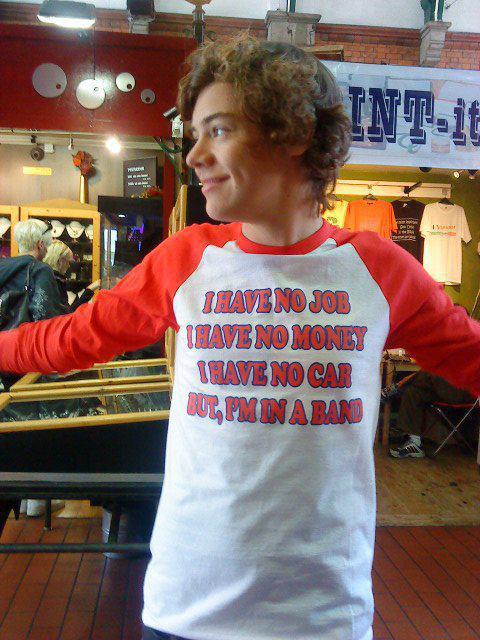 INT-it
I HAVE NO JOB
I HAVE NO MONEY
I HAVE NO CAR
BUT, I'M IN A BAND